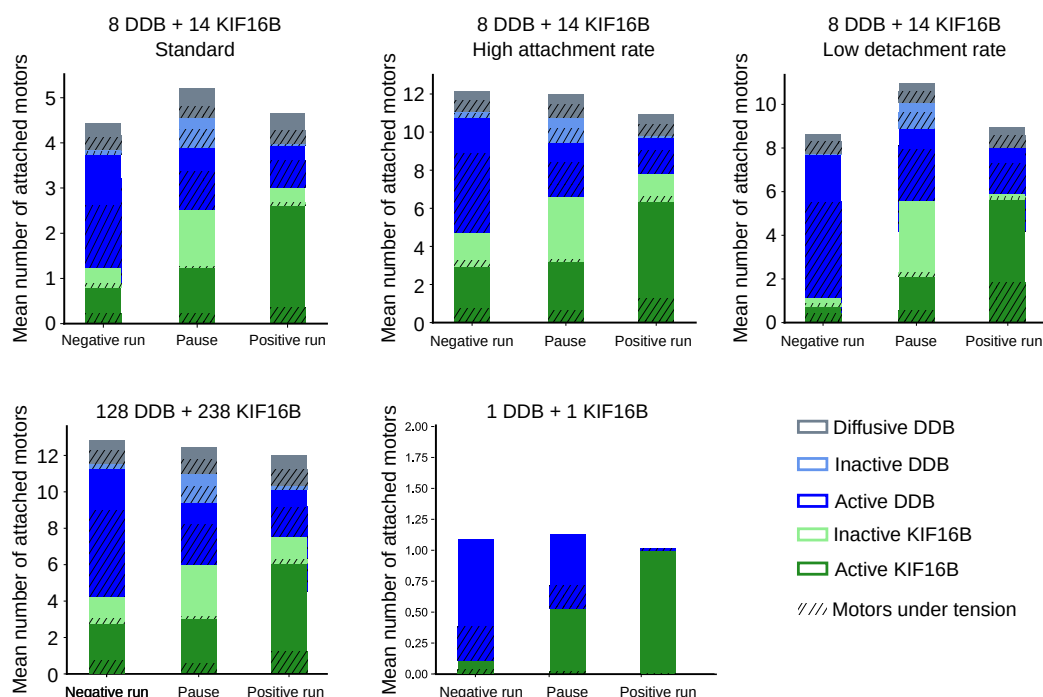 8 DDB + 14 KIF16B
Standard
Mean number of attached motors
5
4
3
2
1
0
Negative run
Pause
Positive run
8 DDB + 14 KIF16B
High attachment rate
Mean number of attached motors
12
10
8
6
4
2
0
Negative run
Pause
Positive run
8 DDB + 14 KIF16B
Low detachment rate
Mean number of attached motors
10
8
6
4
2
0
Negative run
Pause
Positive run
128 DDB + 238 KIF16B
Mean number of attached motors
12
10
8
6
4
2
0
Negative run
Pause
Positive run
1 DDB + 1 KIF16B
Mean number of attached motors
2.00
1.75
1.50
1.25
1.00
0.75
0.50
0.25
0.00
Negative run
Pause
Positive run
Diffusive DDB
Inactive DDB
Active DDB
Inactive KIF16B
Active KIF16B
Motors under tension